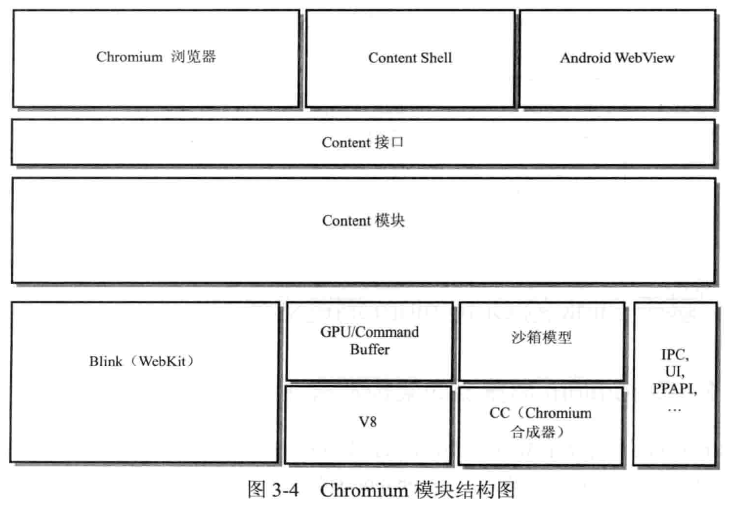 Chromium 浏览器
Content Shell
Android WebView
Content 接口
Content 模块
Blink（WebKit）
GPU/Command
Buffer
沙箱模型
V8
CC（Chromium
合成器）
IPC,
UI,
PPAPI,
…
图 3-4 Chromium 模块结构图